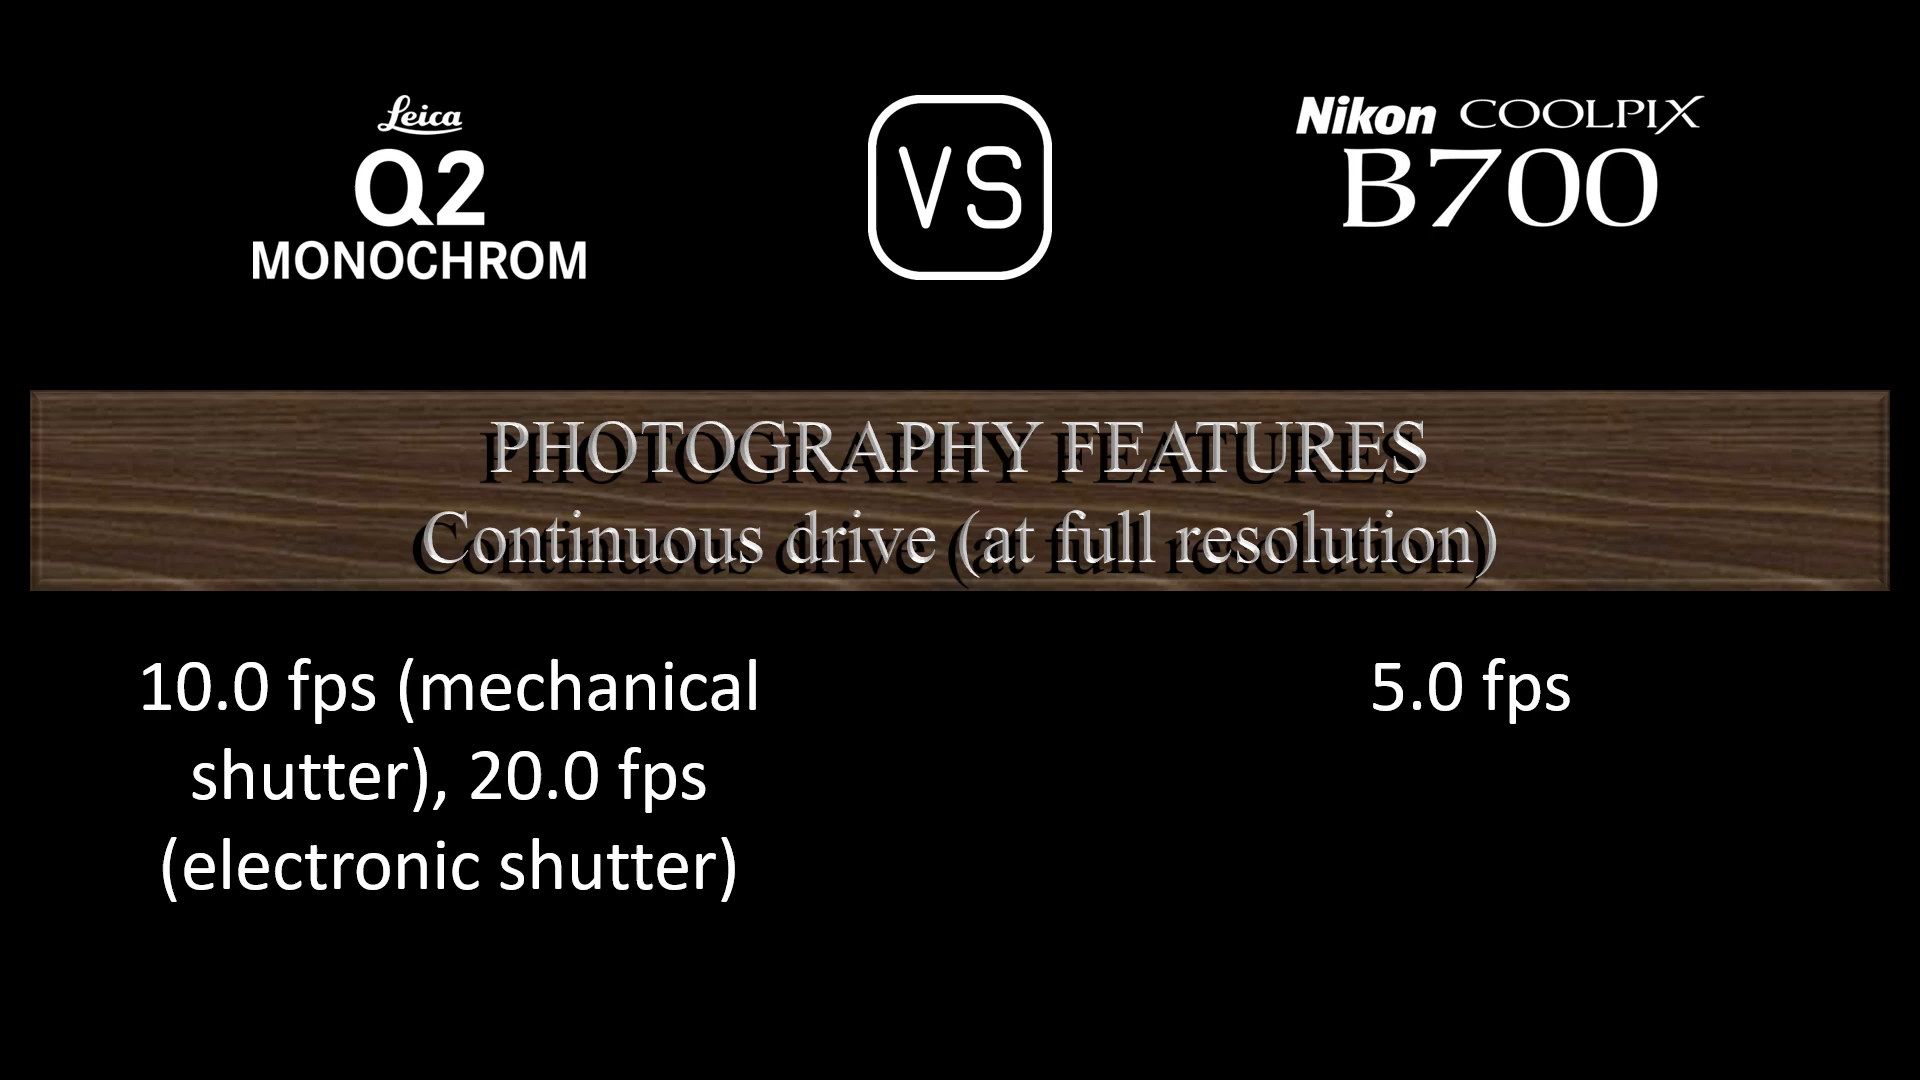 Leica
Q2
MONOCHROM
VS
Nikon COOLPIX
B700
PHOTOGRAPHY FEATURES
Continuous drive (at full resolution)
10.0 fps (mechanical
shutter), 20.0 fps
(electronic shutter)
5.0 fps